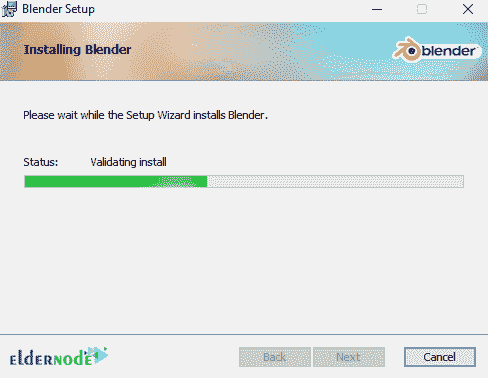 Blender Setup
Installing Blender
blender
Please wait while the Setup Wizard installs Blender.
Status: Validating install
eldernode
Back Next Cancel